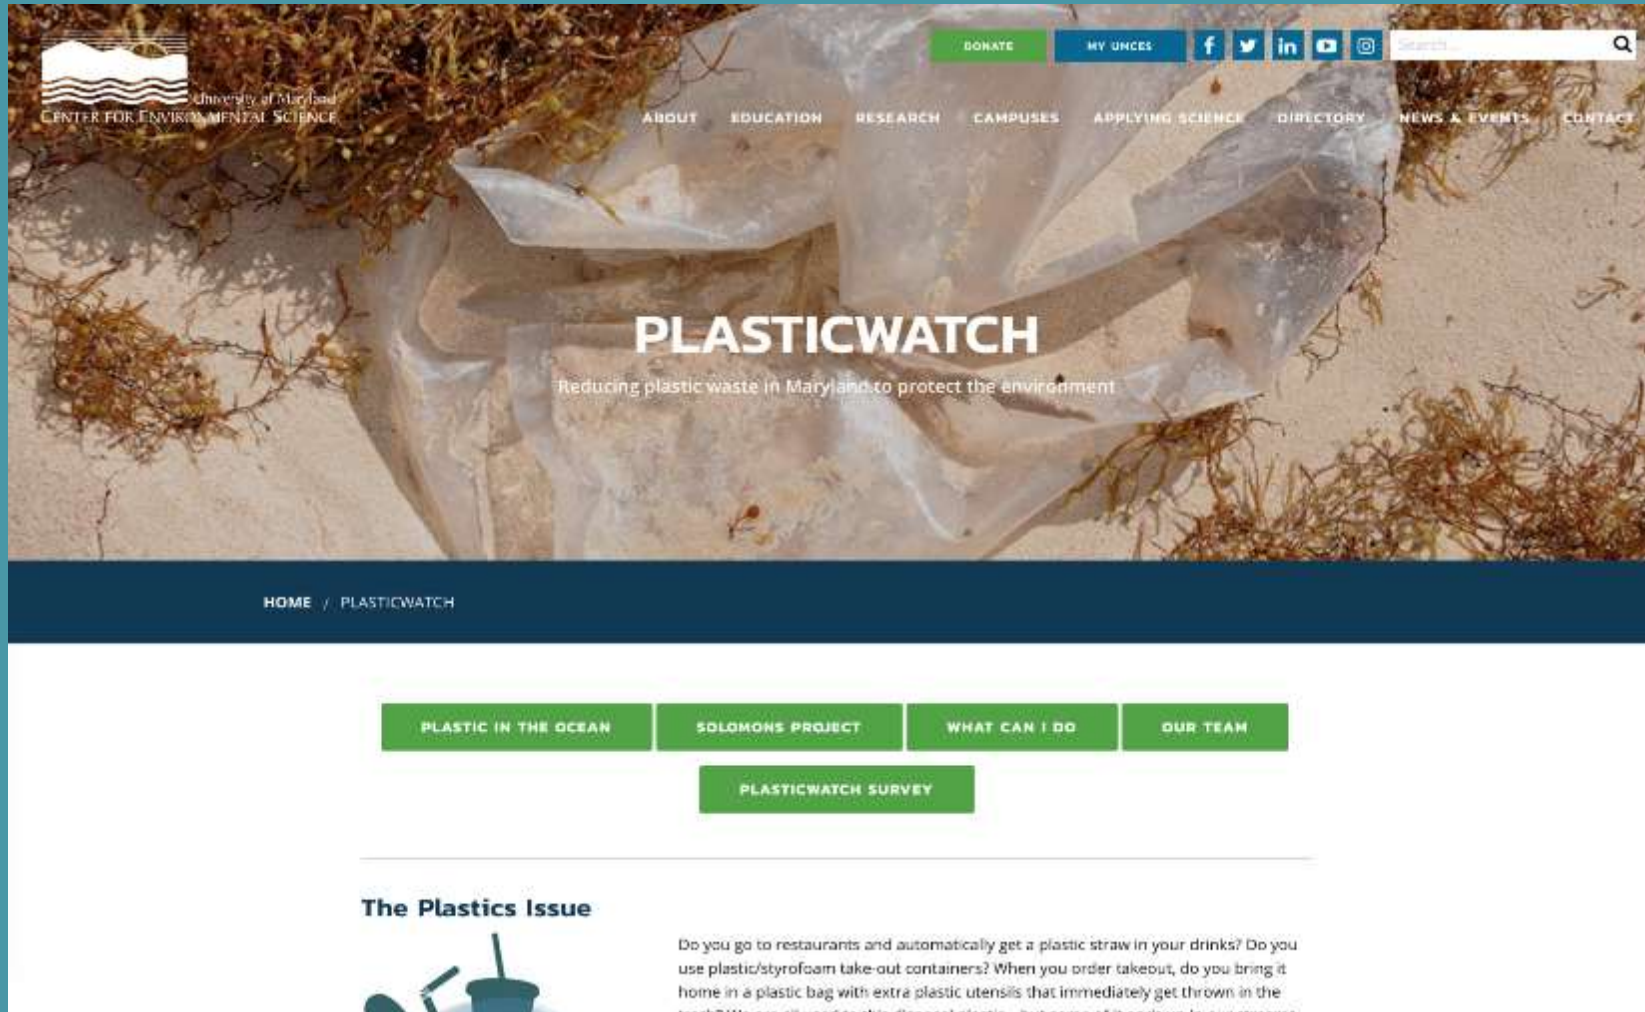 DONATE
MY UMCES
Search...
University of Maryland
CENTER FOR ENVIRONMENTAL SCIENCE
ABOUT EDUCATION RESEARCH CAMPUSES APPLYING SCIENCE DIRECTORY NEWS & EVENTS CONTACT
PLASTICWATCH
Reducing plastic waste in Maryland to protect the environment
HOME / PLASTICWATCH
PLASTIC IN THE OCEAN
SOLOMONS PROJECT
WHAT CAN I DO
OUR TEAM
PLASTICWATCH SURVEY
The Plastics Issue
Do you go to restaurants and automatically get a plastic straw in your drinks? Do you
use plastic/styrofoam take-out containers? When you order takeout, do you bring it
home in a plastic bag with extra plastic utensils that immediately get thrown in the